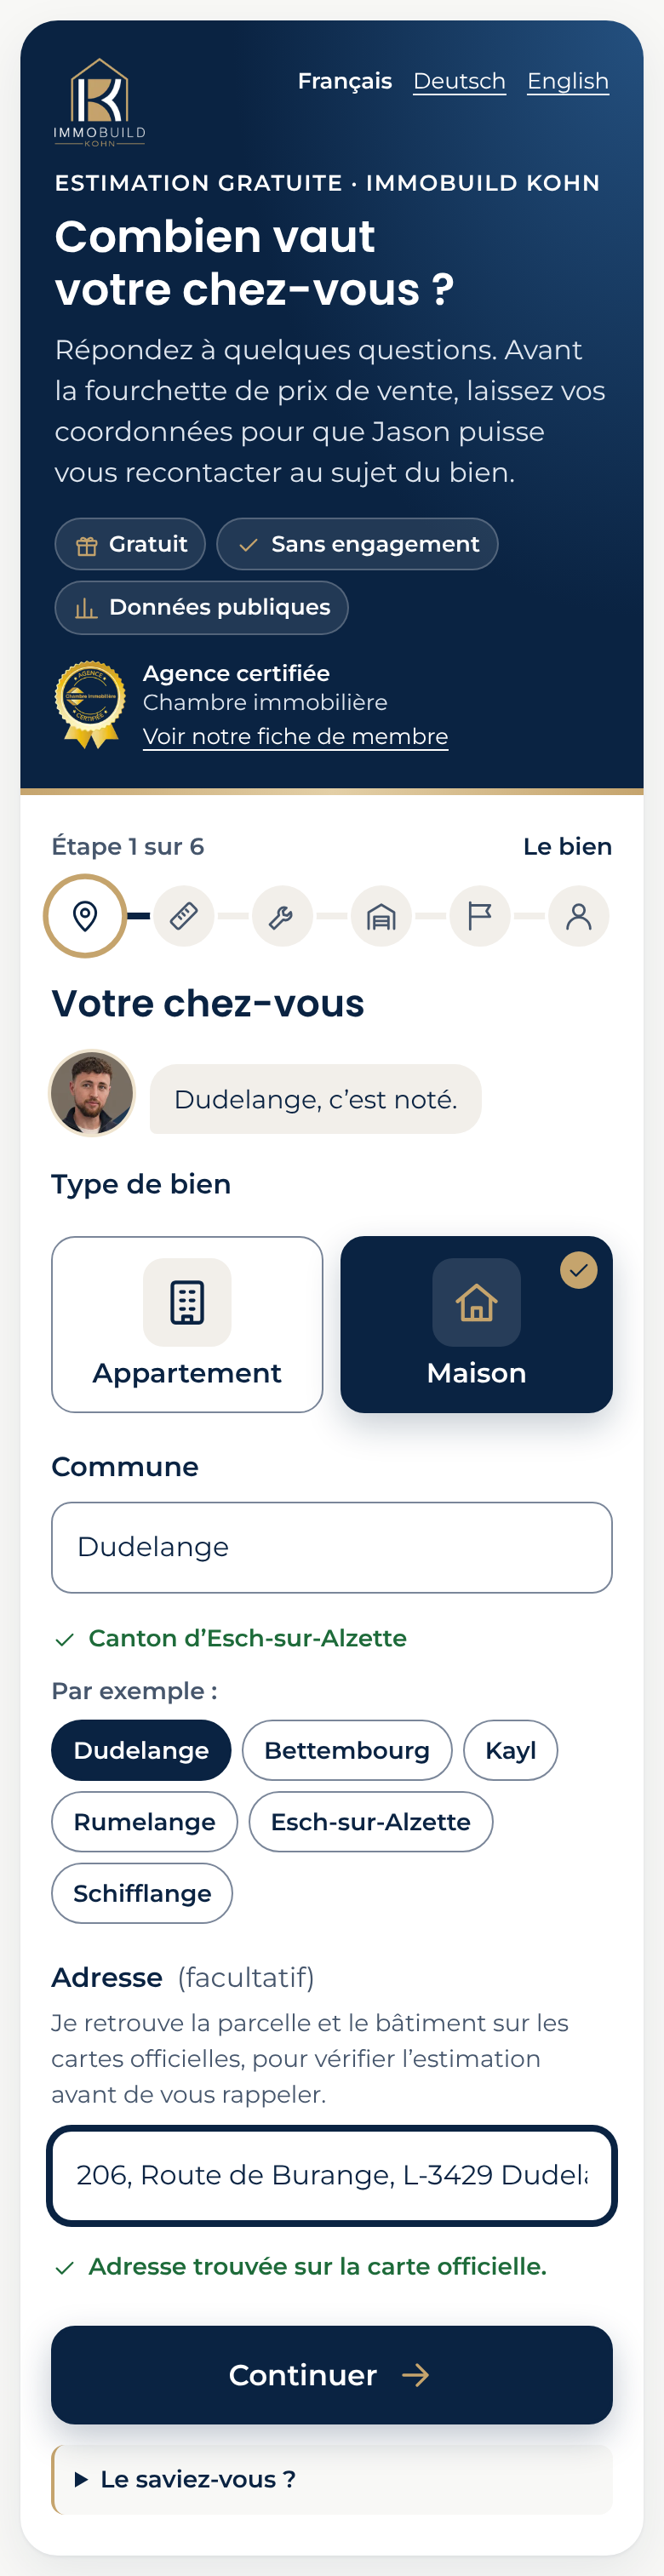 IMMOBUILD
KOHN
Français Deutsch English
ESTIMATION GRATUITE · IMMOBUILD KOHN
Combien vaut
votre chez-vous ?
Répondez à quelques questions. Avant
la fourchette de prix de vente, laissez vos
coordonnées pour que Jason puisse
vous recontacter au sujet du bien.
Gratuit
Sans engagement
Données publiques
AGENCE
Chambre Immobilière
CERTIFIÉE
Agence certifiée
Chambre immobilière
Voir notre fiche de membre
Étape 1 sur 6
Le bien
Votre chez-vous
Dudelange, c’est noté.
Type de bien
Appartement
Maison
Commune
Dudelange
Canton d’Esch-sur-Alzette
Par exemple :
Dudelange
Bettembourg
Kayl
Rumelange
Esch-sur-Alzette
Schifflange
Adresse (facultatif)
Je retrouve la parcelle et le bâtiment sur les
cartes officielles, pour vérifier l’estimation
avant de vous rappeler.
206, Route de Burange, L-3429 Dudela
Adresse trouvée sur la carte officielle.
Continuer
Le saviez-vous ?